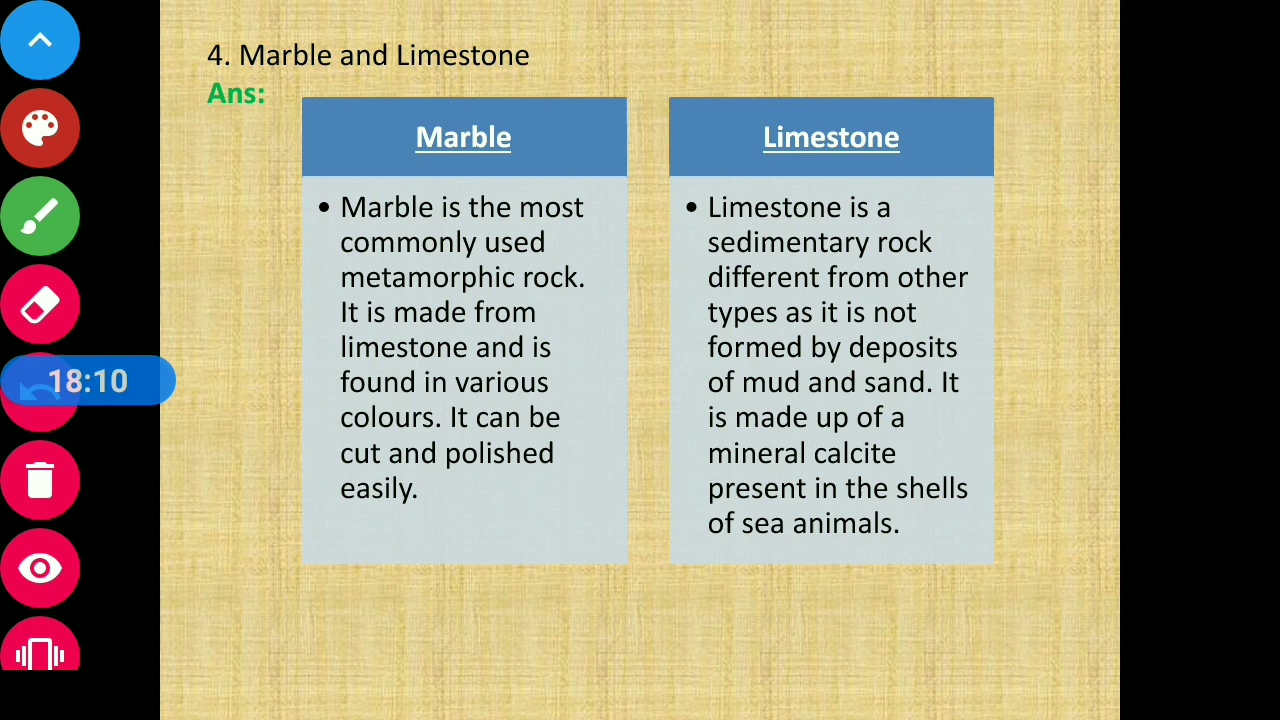 4. Marble and Limestone
Ans:
Marble
• Marble is the most
commonly used
metamorphic rock.
It is made from
limestone and is
found in various
colours. It can be
cut and polished
easily.
Limestone
• Limestone is a
sedimentary rock
different from other
types as it is not
formed by deposits
of mud and sand. It
is made up of a
mineral calcite
present in the shells
of sea animals.
18:10